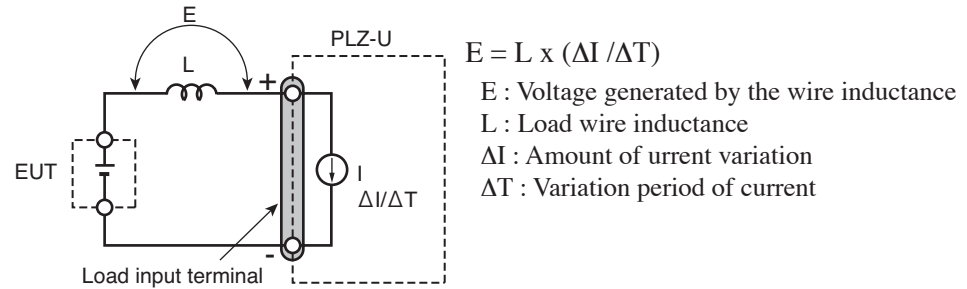 E
L
PLZ-U
+
EUT
I
ΔI/ΔT
-
Load input terminal
E = L x (ΔI /ΔT)
E : Voltage generated by the wire inductance
L : Load wire inductance
ΔI : Amount of urrent variation
ΔT : Variation period of current